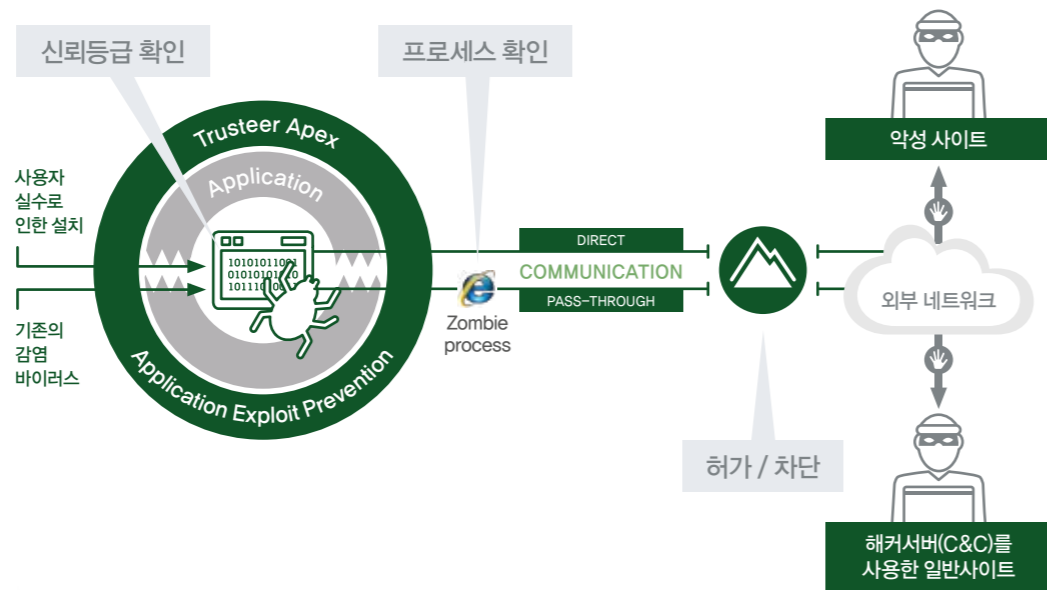 신뢰등급 확인
프로세스 확인
Trusteer Apex
Application
사용자
실수로
인한 설치
10101011001
01010101010
10111010011
기존의
감염
바이러스
Application Exploit Prevention
Zombie
process
DIRECT
COMMUNICATION
PASS-THROUGH
허가 / 차단
악성 사이트
외부 네트워크
해커서버(C&C)를
사용한 일반사이트